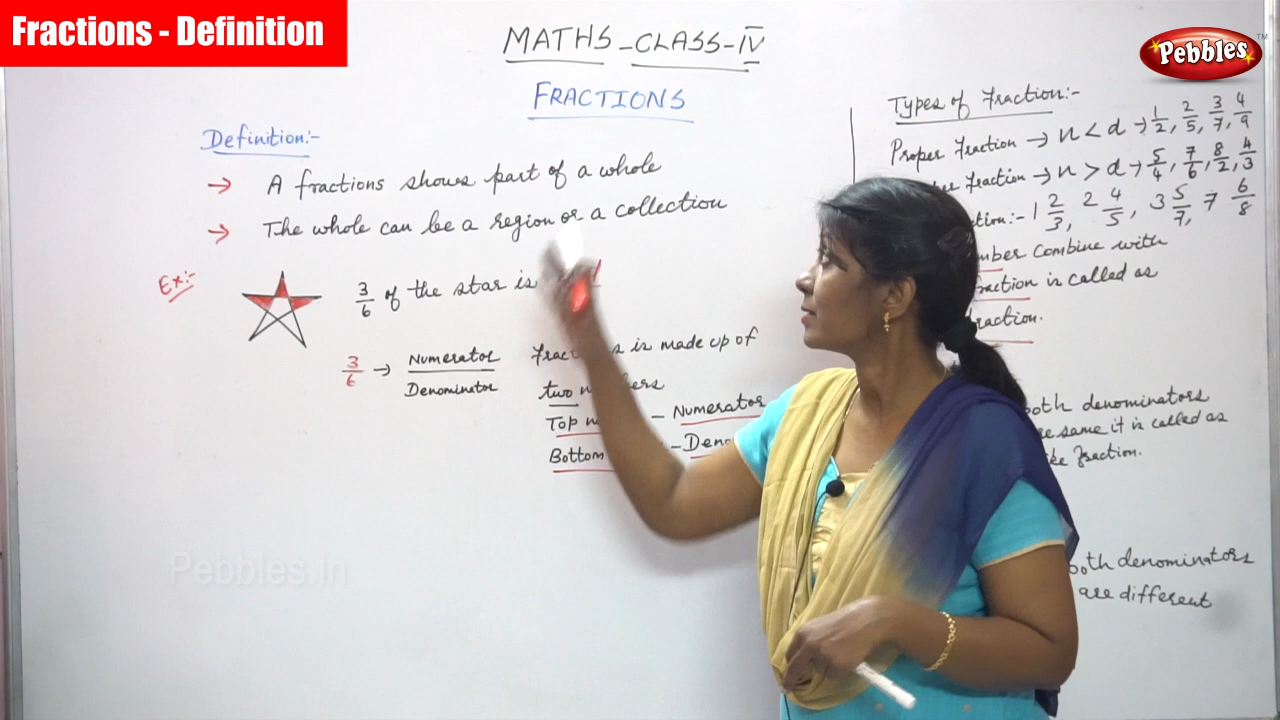 Fractions - Definition
MATHS - CLASS - IV
Pebbles TM
FRACTIONS
Definition:-
→ A fractions shows part of a whole
→ The whole can be a region or a collection
Ex:-
3/6 of the star is
3/6 → Numerator
Denominator
is made up of
two
Top - Numerator
Bottom -
Types of Fraction:-
Proper Fraction → n < d → 1/2, 2/5, 3/7, 4/9
Fraction → n > d → 5/4, 7/6, 8/2, 4/3
:- 1 2/3, 2 4/5, 3 5/7, 7 6/8
combine with
is called as
both denominators
same it is called as
fraction.
both denominators
are different
Pebbles.in